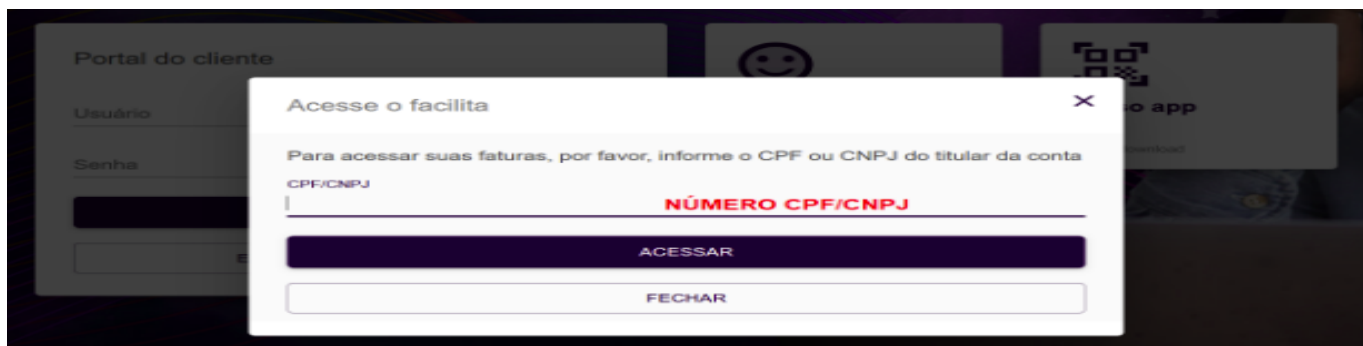 Portal do cliente
Usuário
Senha
Acesse o facilita
×
Para acessar suas faturas, por favor, informe o CPF ou CNPJ do titular da conta
CPF/CNPJ
NÚMERO CPF/CNPJ
ACESSAR
FECHAR
so app